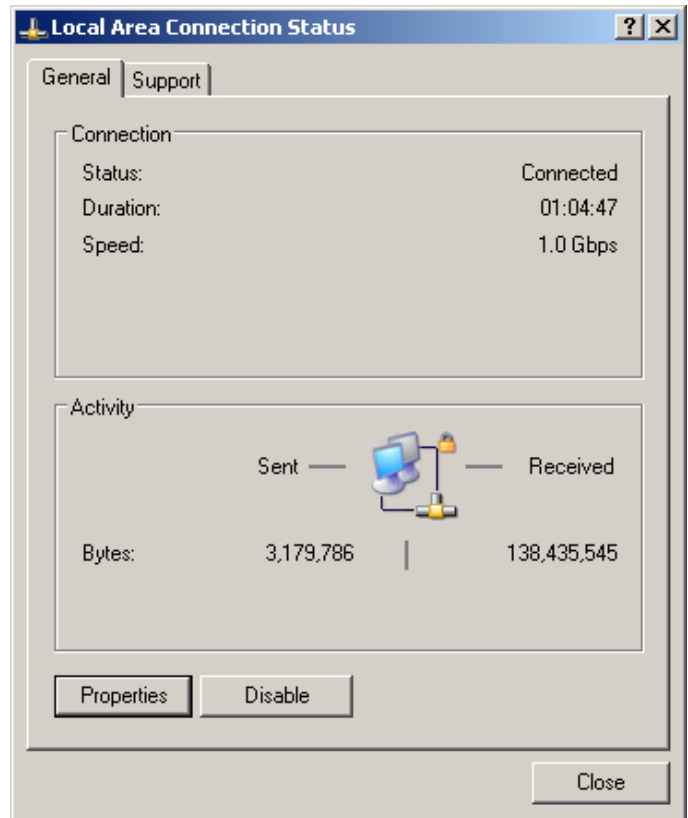 Local Area Connection Status
General Support
Connection
Status: Connected
Duration: 01:04:47
Speed: 1.0 Gbps
Activity
Sent Received
Bytes: 3,179,786 138,435,545
Properties Disable
Close